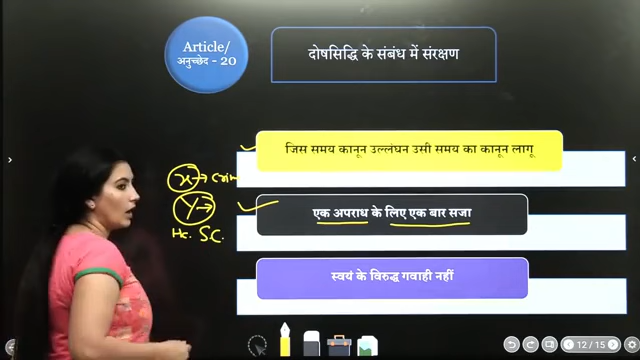 Article/
अनुच्छेद - 20
दोषसिद्धि के संबंध में संरक्षण
जिस समय कानून उल्लंघन उसी समय का कानून लागू
x → crim
Y →
एक अपराध के लिए एक बार सजा
Hc. S.C.
स्वयं के विरुद्ध गवाही नहीं
12 / 15